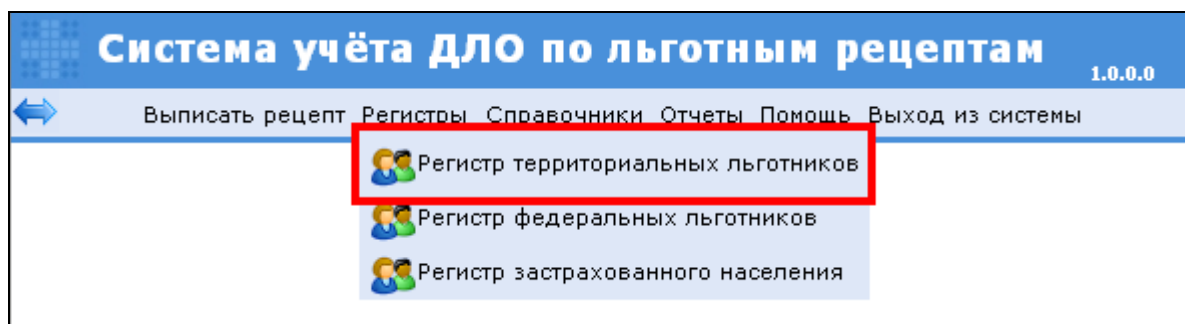 Система учёта ДЛО по льготным рецептам
1.0.0.0
Выписать рецепт Регистры Справочники Отчеты Помощь Выход из системы
Регистр территориальных льготников
Регистр федеральных льготников
Регистр застрахованного населения